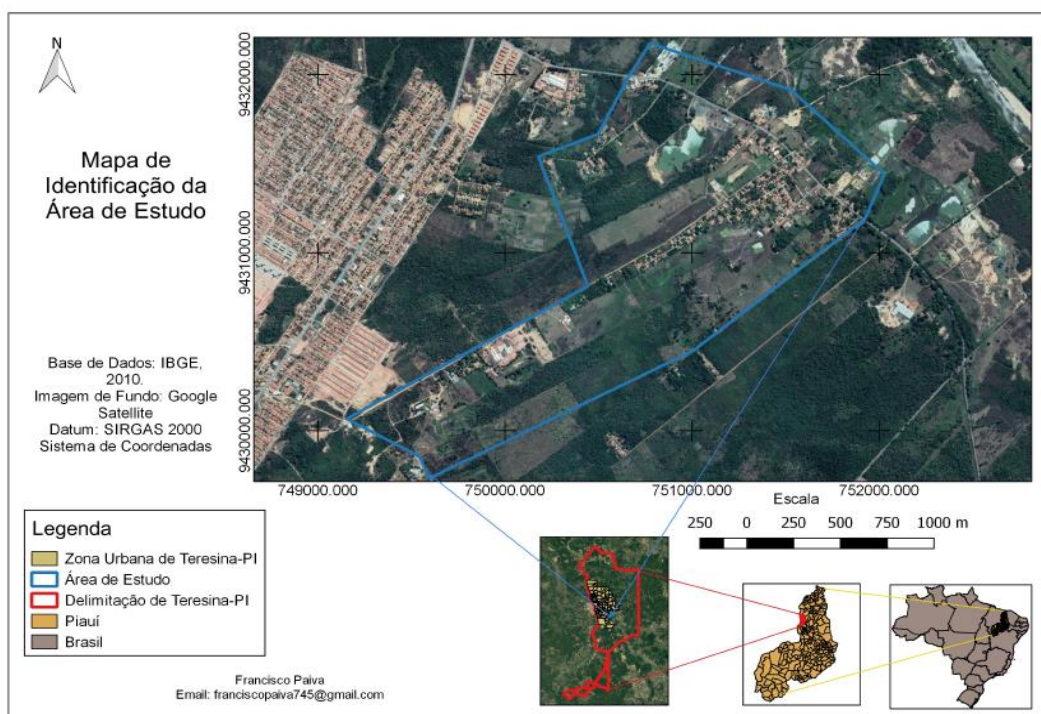 N
Mapa de
Identificação da
Área de Estudo
Base de Dados: IBGE,
2010.
Imagem de Fundo: Google
Satellite
Datum: SIRGAS 2000
Sistema de Coordenadas
9432000.000
9431000.000
9430000.000
749000.000
750000.000
751000.000
752000.000
Escala
250 0 250 500 750 1000 m
Legenda
Zona Urbana de Teresina-PI
Área de Estudo
Delimitação de Teresina-PI
Piauí
Brasil
Francisco Paiva
Email: franciscopaiva745@gmail.com